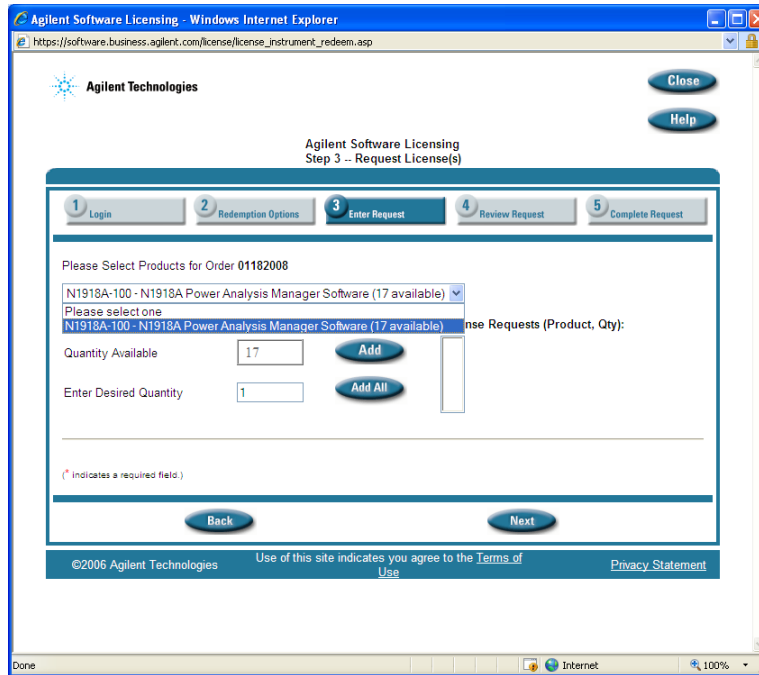 Agilent Software Licensing - Windows Internet Explorer
https://software.business.agilent.com/license/license_instrument_redeem.asp
Agilent Technologies
Close
Help
Agilent Software Licensing
Step 3 -- Request License(s)
1 Login
2 Redemption Options
3 Enter Request
4 Review Request
5 Complete Request
Please Select Products for Order 01182008
N1918A-100 - N1918A Power Analysis Manager Software (17 available)
Please select one
N1918A-100 - N1918A Power Analysis Manager Software (17 available)
nse Requests (Product, Qty):
Quantity Available
17
Add
Enter Desired Quantity
1
Add All
(* indicates a required field.)
Back
Next
©2006 Agilent Technologies
Use of this site indicates you agree to the Terms of
Use
Privacy Statement
Done
Internet
100%